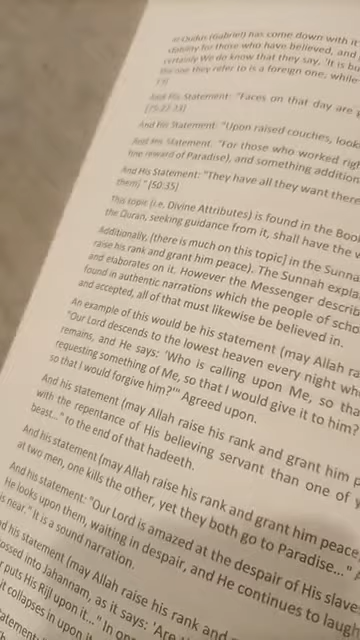 al-Qudus (Gabriel) has come down with it
stability for those who have believed, and
certainly We do know that they say, 'It is bu
the one they refer to is a foreign one, while
And His Statement: "Faces on that day are
[75:22-23]
And His Statement: "Upon raised couches, look
And His Statement: "For those who worked righ
fine reward of Paradise), and something addition
And His Statement: "They have all they want there
them)." (50:35)
This topic (i.e. Divine Attributes) is found in the Book
the Quran, seeking guidance from it, shall have the w
Additionally, [there is much on this topic] in the Sunna
raise his rank and grant him peace). The Sunnah expla
and elaborates on it. However the Messenger describ
found in authentic narrations which the people of scho
and accepted, all of that must likewise be believed in.
An example of this would be his statement (may Allah ra
"Our Lord descends to the lowest heaven every night wh
remains, and He says: 'Who is calling upon Me, so tha
requesting something of Me, so that I would give it to him?
so that I would forgive him?'" Agreed upon.
And his statement (may Allah raise his rank and grant him p
with the repentance of His believing servant than one of y
beast..." to the end of that hadeeth.
And his statement (may Allah raise his rank and grant him peace
at two men, one kills the other, yet they both go to Paradise..." A
And his statement: "Our Lord is amazed at the despair of His slave
He looks upon them, waiting in despair, and He continues to laugh
is near." It is a sound narration.
nd his statement (may Allah raise his rank and
ossed into Jahannam, as it says: 'Are
puts His Rijl upon it..." In one
it collapses in upon it